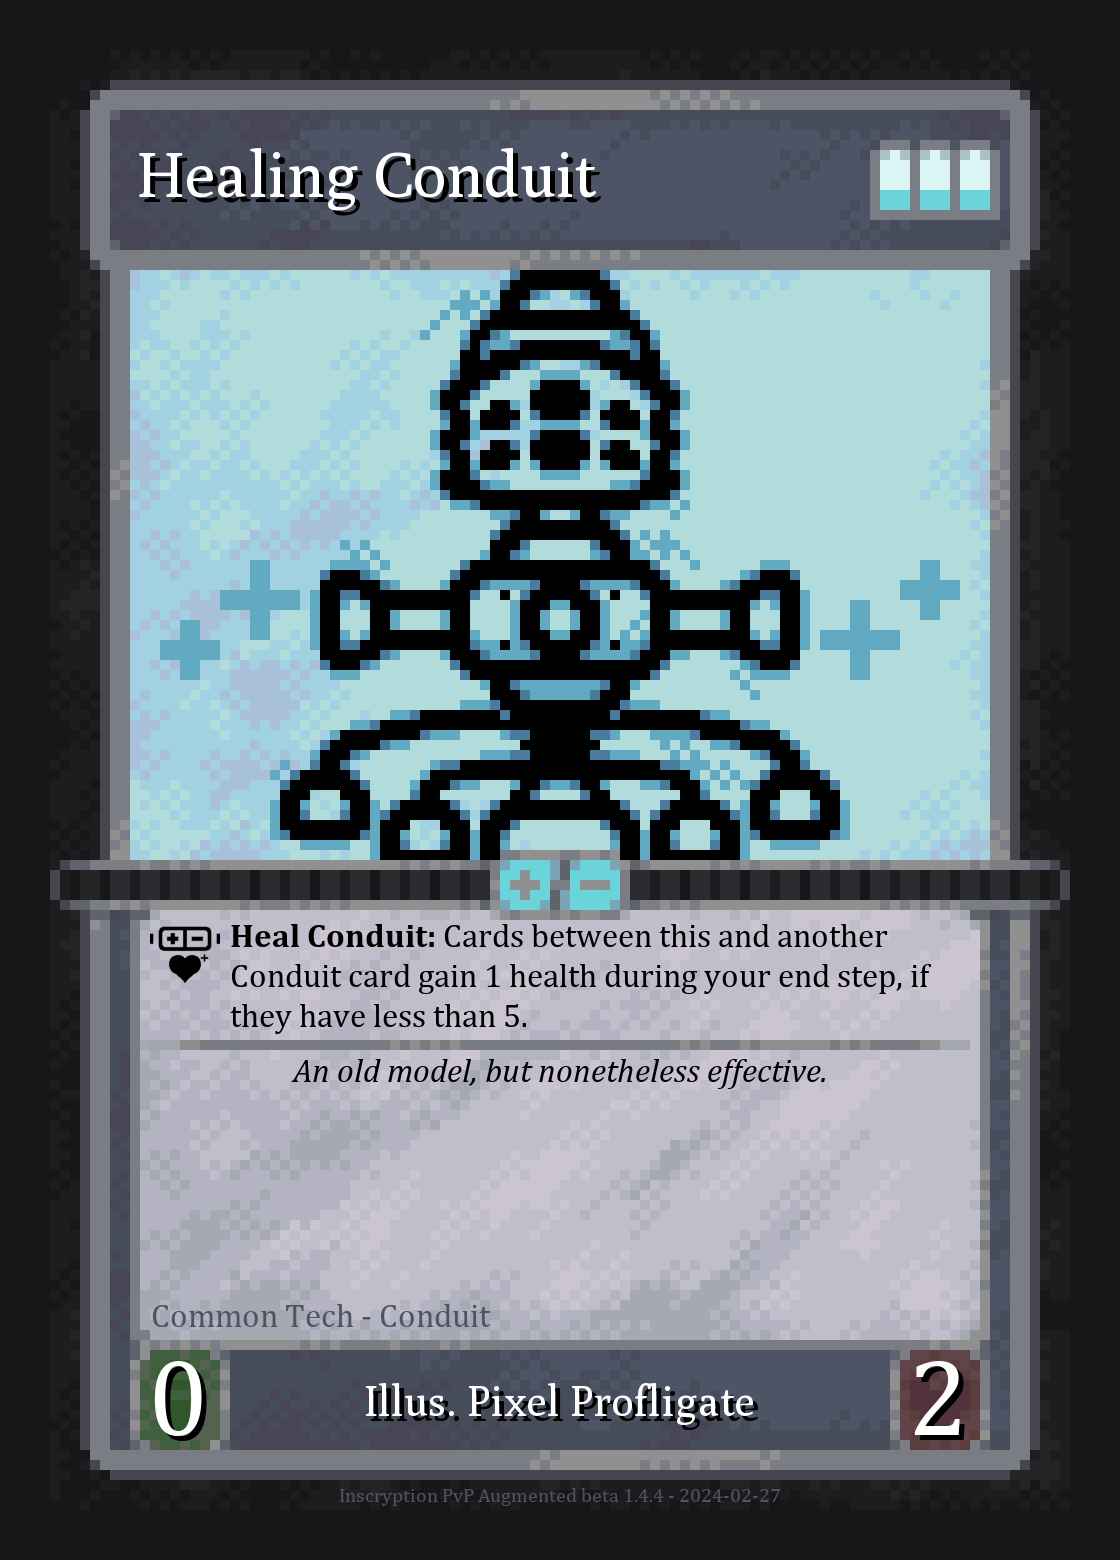 Healing Conduit
Heal Conduit: Cards between this and another
Conduit card gain 1 health during your end step, if
they have less than 5.
An old model, but nonetheless effective.
Common Tech - Conduit
0
Illus. Pixel Profligate
2
Inscryption PvP Augmented beta 1.4.4 - 2024-02-27